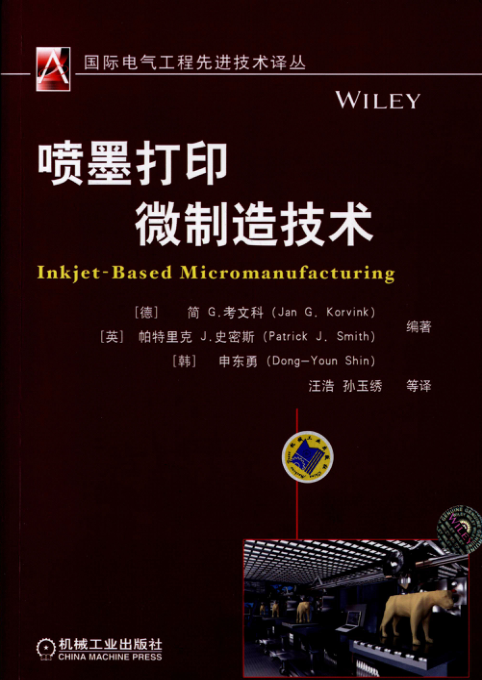 国际电气工程先进技术译丛
WILEY
喷墨打印
微制造技术
Inkjet-Based Micromanufacturing
[德] 简 G.考文科 (Jan G. Korvink)
[英] 帕特里克 J.史密斯 (Patrick J. Smith) 编著
[韩] 申东勇 (Dong-Youn Shin)
汪浩 孙玉绣 等译
WILEY
机械工业出版社
CHINA MACHINE PRESS